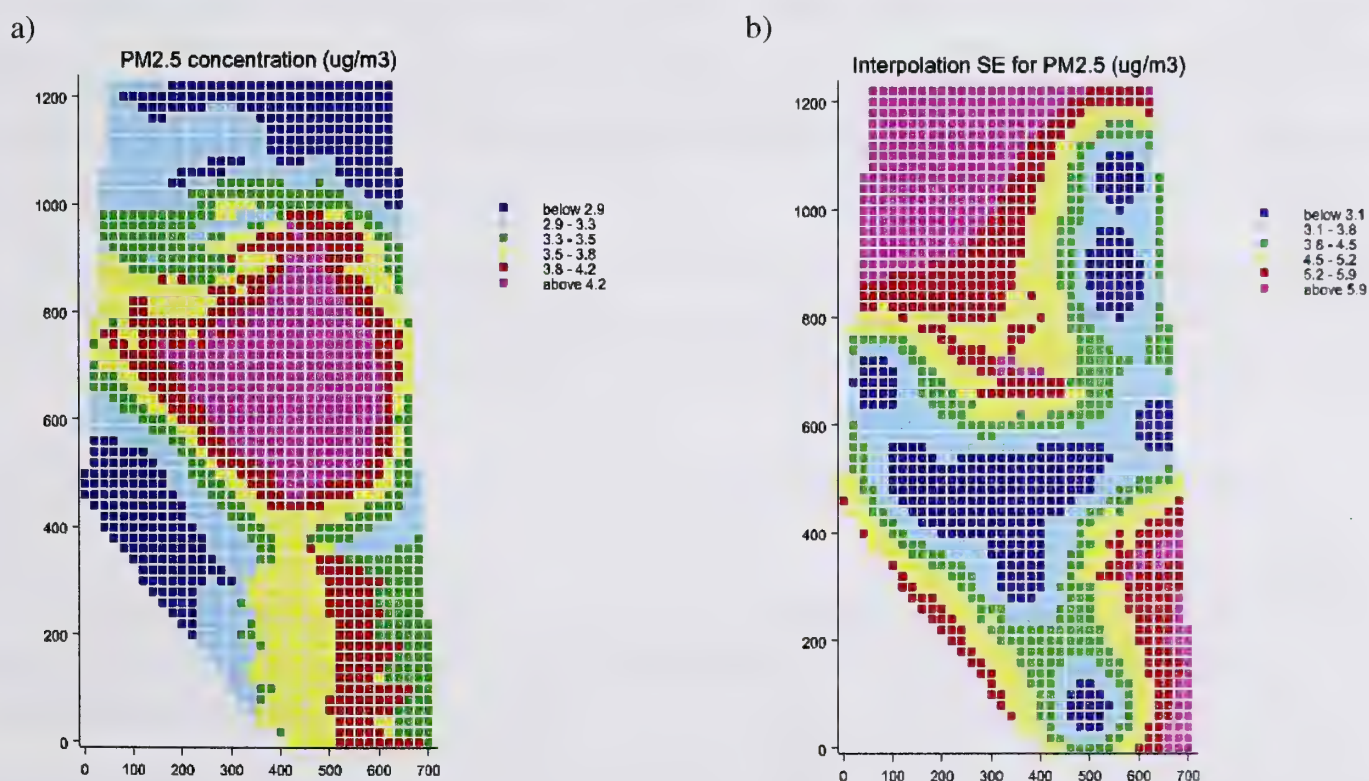 a)
PM2.5 concentration (ug/m3)
1200
1000
800
600
400
200
0
0 100 200 300 400 500 600 700
below 2.9
2.9 - 3.3
3.3 - 3.5
3.5 - 3.8
3.8 - 4.2
above 4.2
b)
Interpolation SE for PM2.5 (ug/m3)
1200
1000
800
600
400
200
0
0 100 200 300 400 500 600 700
below 3.1
3.1 - 3.8
3.8 - 4.5
4.5 - 5.2
5.2 - 5.9
above 5.9